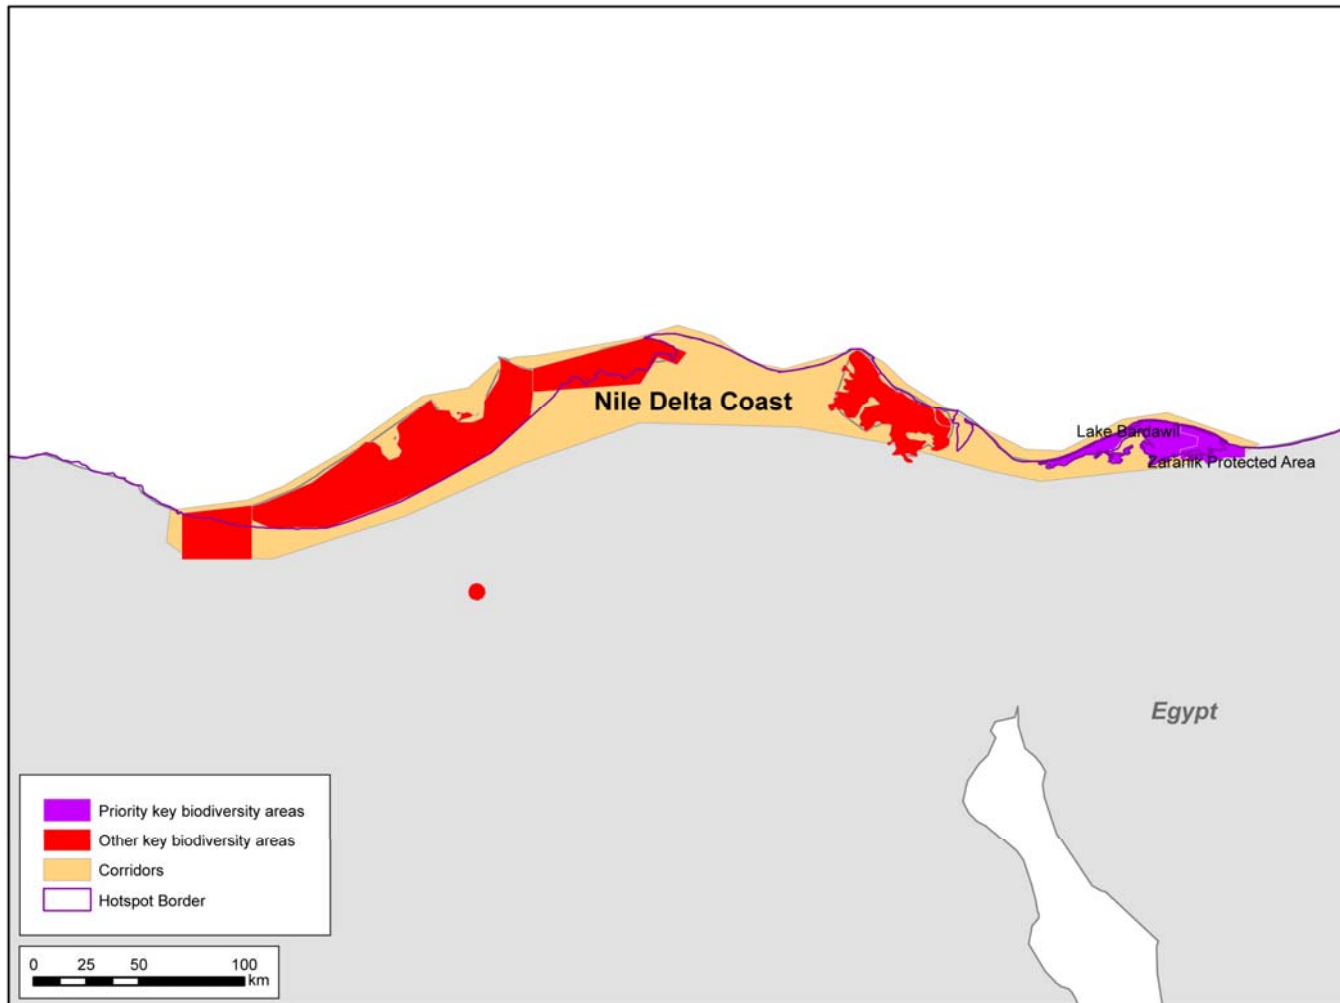 Nile Delta Coast
Lake Bardawil
Zaranik Protected Area
Egypt
Priority key biodiversity areas
Other key biodiversity areas
Corridors
Hotspot Border
0 25 50 100
km